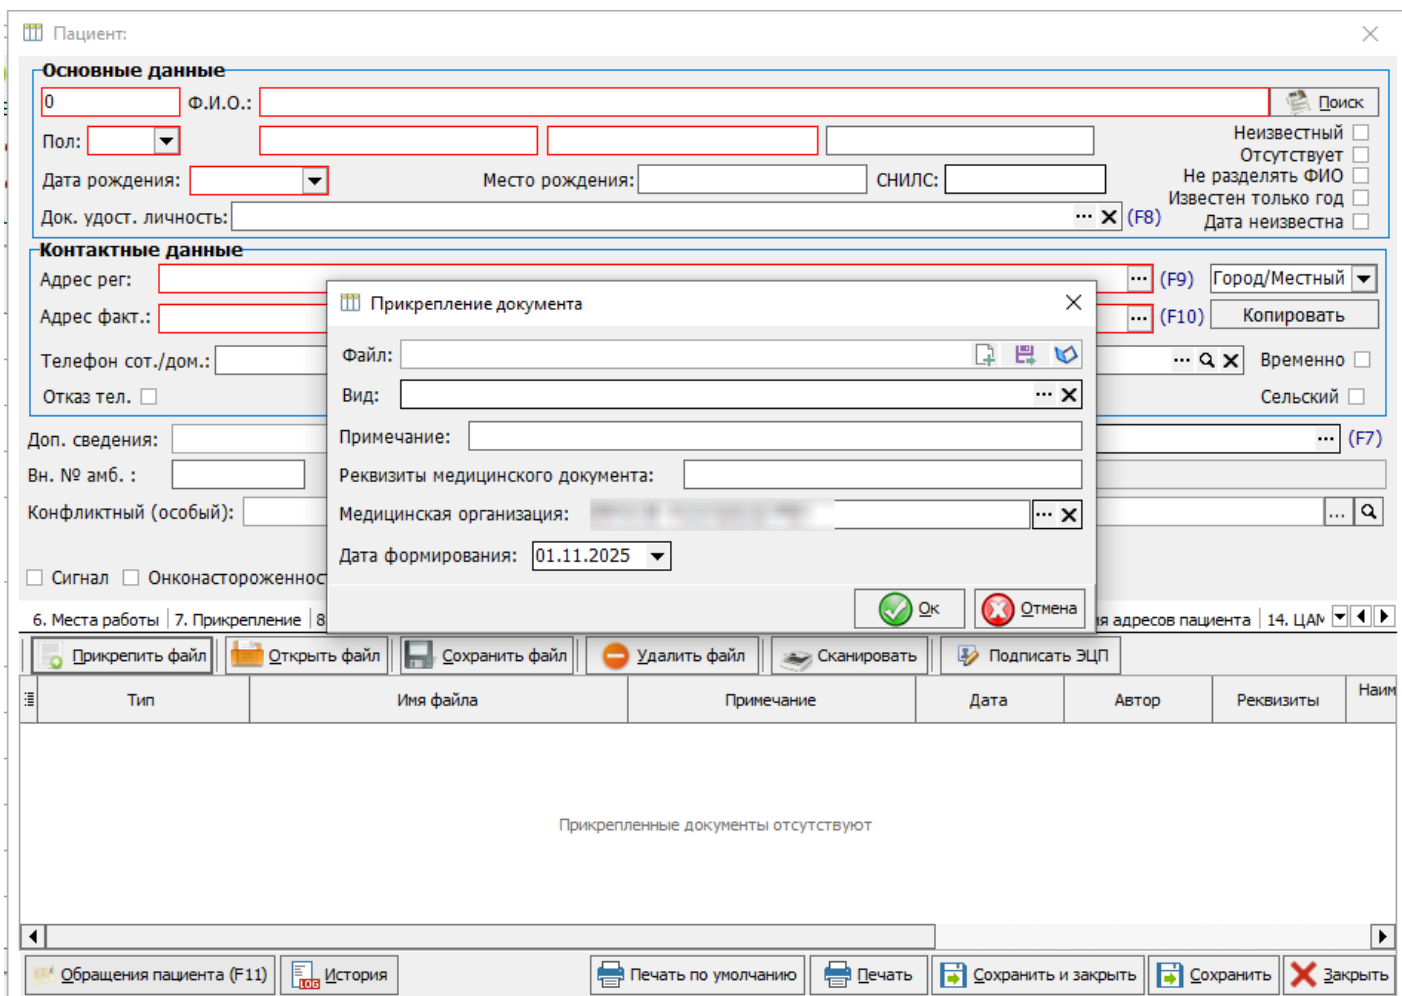 Пациент:
Основные данные
0 Ф.И.О.: Поиск
Пол: Неизвестный
Отсутствует
Дата рождения: Место рождения: СНИЛС: Не разделять ФИО
Известен только год
Док. удост. личность: ... (F8) Дата неизвестна
Контактные данные
Адрес рег: ... (F9) Город/Местный
Адрес факт.: ... (F10) Копировать
Телефон сот./дом.: ... Временно
Отказ тел. Сельский
Доп. сведения: ... (F7)
Вн. № амб. :
Конфликтный (особый): ...
Сигнал Онконастороженнос
Прикрепление документа
Файл:
Вид: ...
Примечание:
Реквизиты медицинского документа:
Медицинская организация: ...
Дата формирования: 01.11.2025
Ок Отмена
6. Места работы 7. Прикрепление 8 я адресов пациента 14. ЦАМ
Прикрепить файл Открыть файл Сохранить файл Удалить файл Сканировать Подписать ЭЦП
Тип Имя файла Примечание Дата Автор Реквизиты Наим
Прикрепленные документы отсутствуют
Обращения пациента (F11) LOG История Печать по умолчанию Печать Сохранить и закрыть Сохранить Закрыть